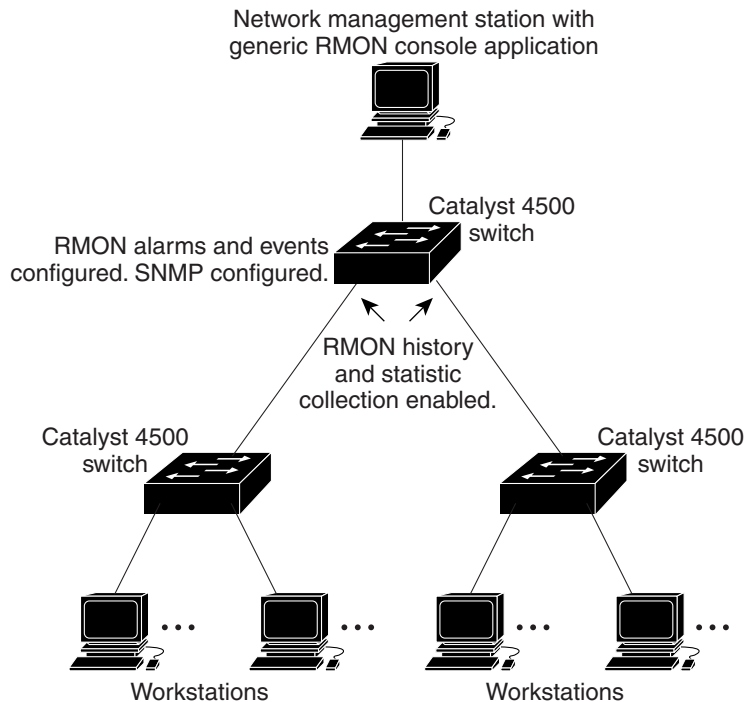 Network management station with
generic RMON console application
Catalyst 4500
switch
RMON alarms and events
configured. SNMP configured.
RMON history
and statistic
collection enabled.
Catalyst 4500
switch
Catalyst 4500
switch
Workstations
Workstations